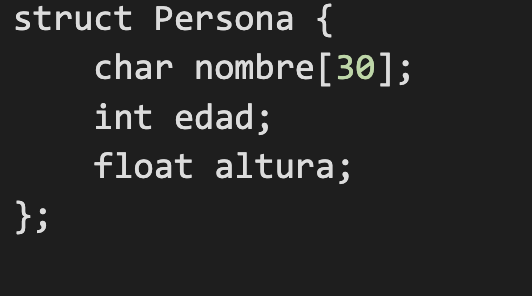 struct Persona {
    char nombre[30];
    int edad;
    float altura;
};